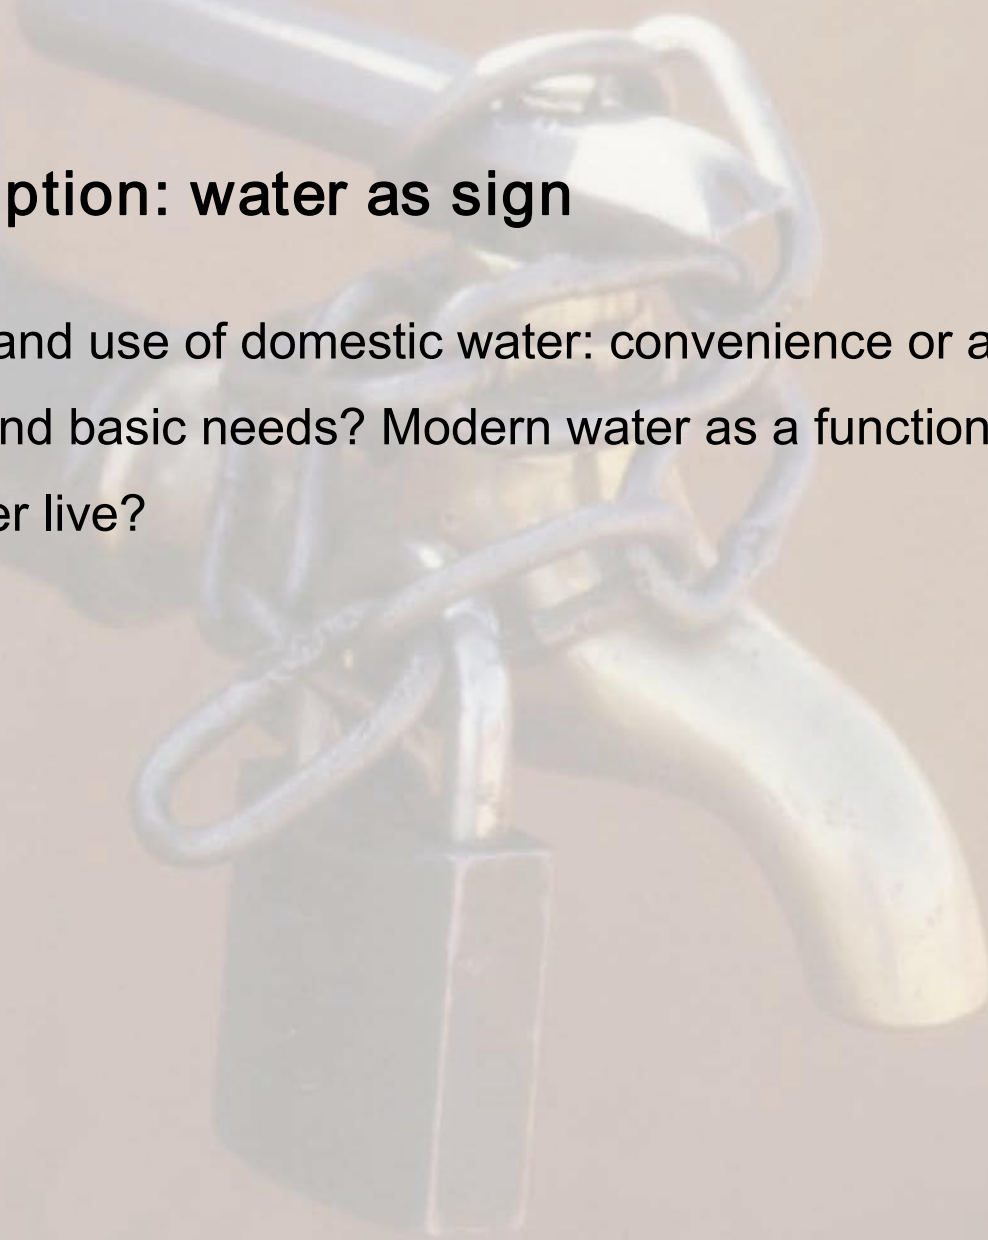 ption: water as sign
and use of domestic water: convenience or a
nd basic needs? Modern water as a function
er live?